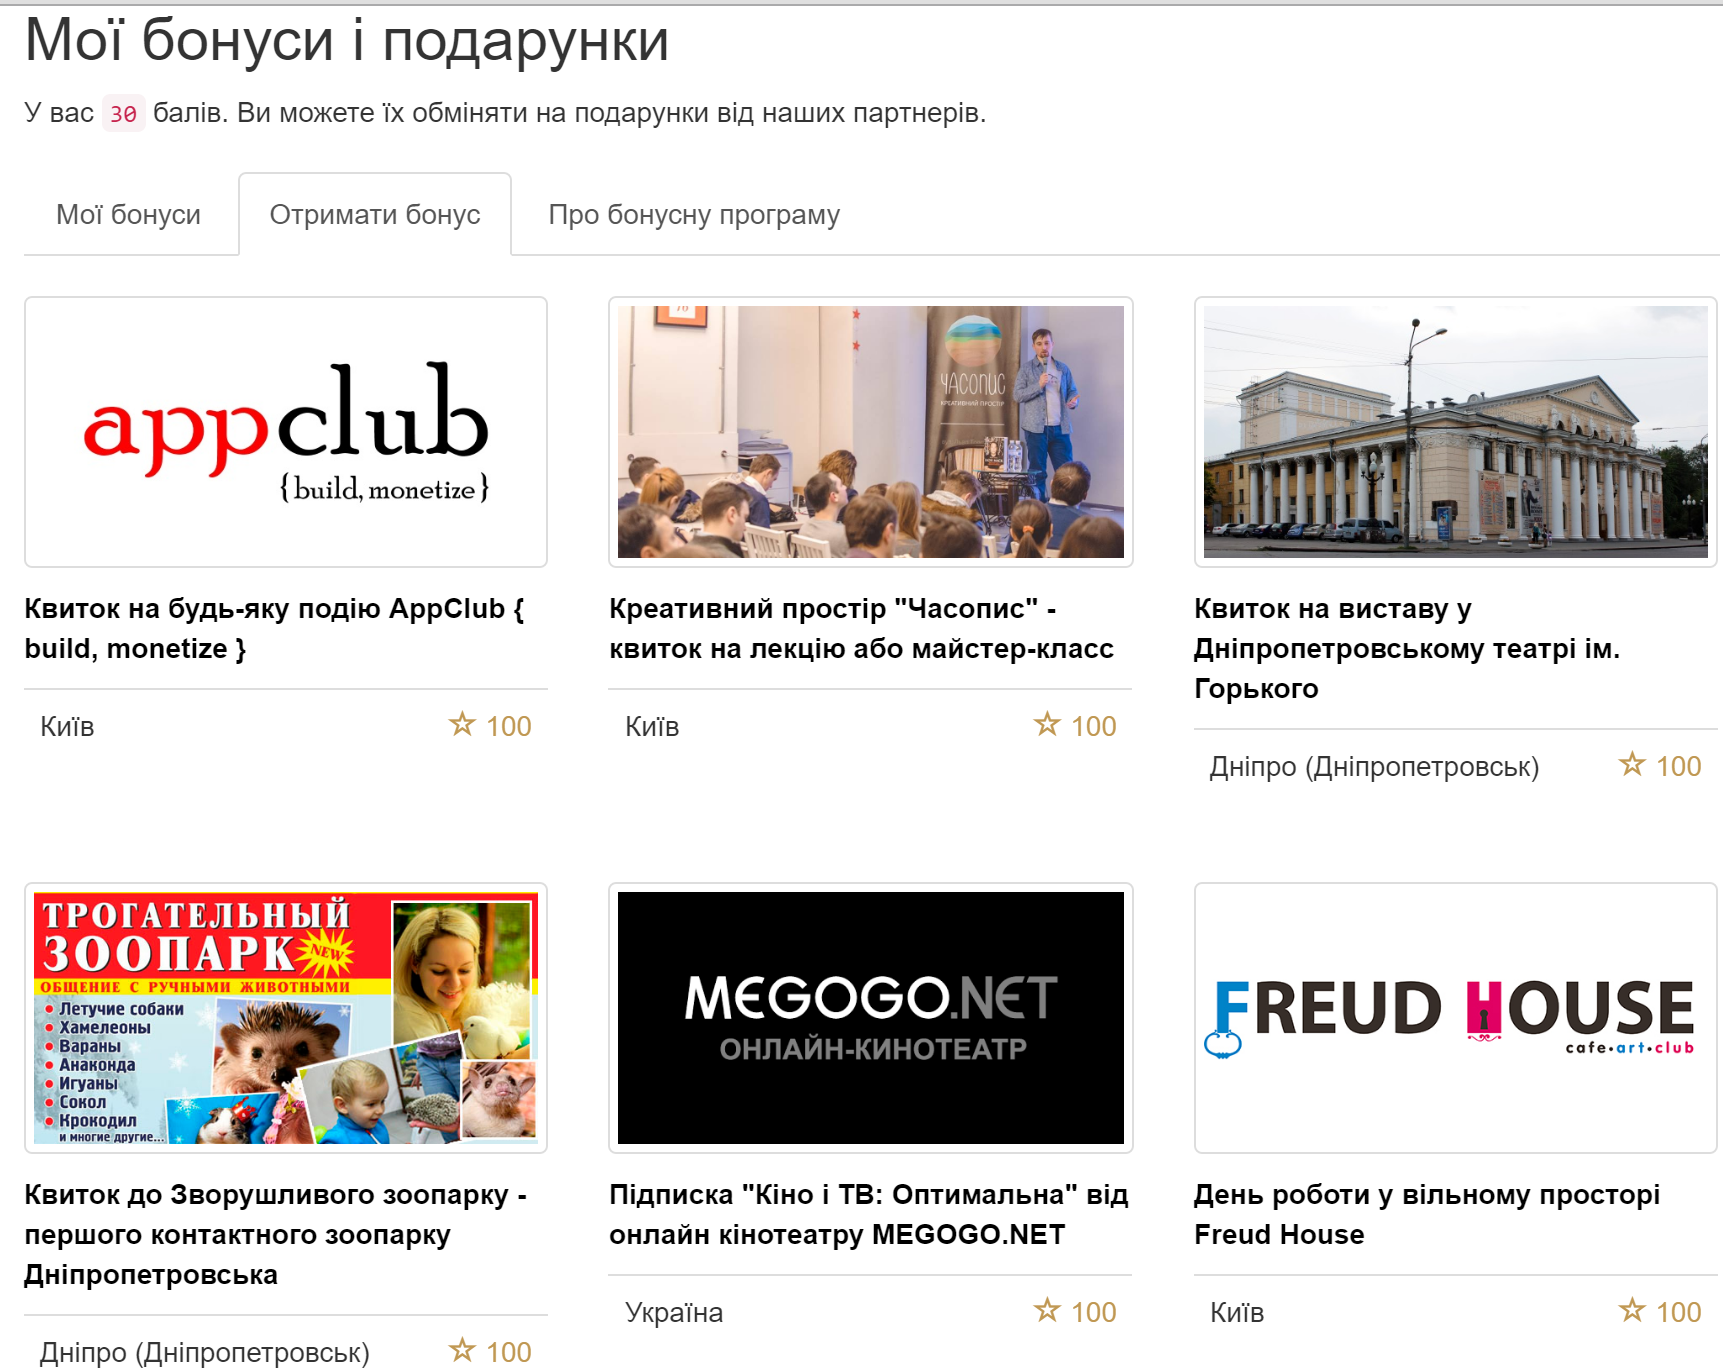 Мої бонуси і подарунки
У вас 30 балів. Ви можете їх обміняти на подарунки від наших партнерів.
Мої бонуси
Отримати бонус
Про бонусну програму
appclub
{build, monetize}
Квиток на будь-яку подію AppClub {
build, monetize }
Київ
☆ 100
ЧАСОПИС
КРЕАТИВНИЙ ПРОСТІР
Креативний простір "Часопис" -
квиток на лекцію або майстер-класс
Київ
☆ 100
Квиток на виставу у
Дніпропетровському театрі ім.
Горького
Дніпро (Дніпропетровськ)
☆ 100
ТРОГАТЕЛЬНЫЙ
ЗООПАРК
NEW
ОБЩЕНИЕ С РУЧНЫМИ ЖИВОТНЫМИ
• Летучие собаки
• Хамелеоны
• Вараны
• Анаконда
• Игуаны
• Сокол
• Крокодил
и многие другие...
Квиток до Зворушливого зоопарку -
першого контактного зоопарку
Дніпропетровська
Дніпро (Дніпропетровськ)
☆ 100
MEGOGO.NET
ОНЛАЙН-КИНОТЕАТР
Підписка "Кіно і ТВ: Оптимальна" від
онлайн кінотеатру MEGOGO.NET
Україна
☆ 100
FREUD HOUSE
cafe•art•club
День роботи у вільному просторі
Freud House
Київ
☆ 100